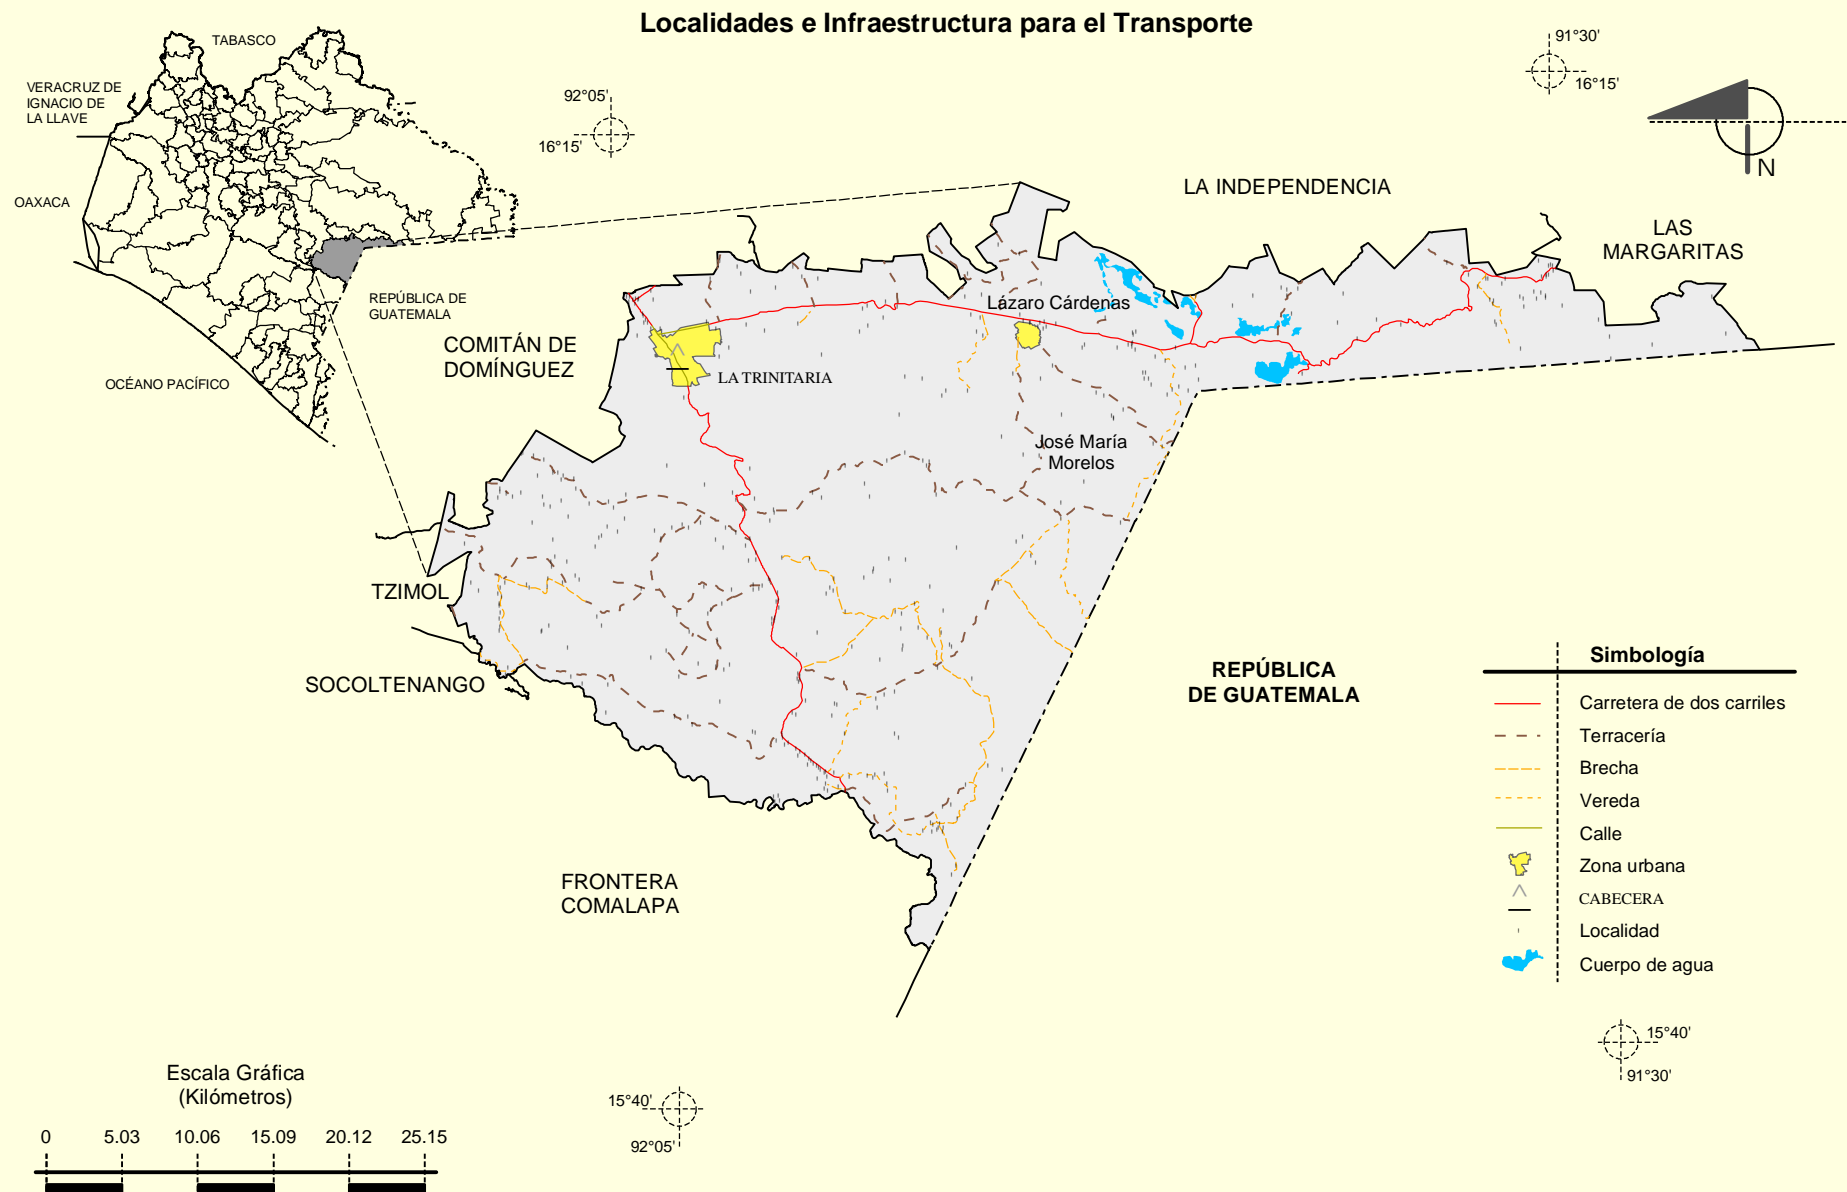 Localidades e Infraestructura para el Transporte
TABASCO
VERACRUZ DE
IGNACIO DE
LA LLAVE
OAXACA
REPÚBLICA DE
GUATEMALA
OCÉANO PACÍFICO
92°05'
16°15'
91°30'
16°15'
N
LA INDEPENDENCIA
LAS
MARGARITAS
COMITÁN DE
DOMÍNGUEZ
Lázaro Cárdenas
LA TRINITARIA
José María
Morelos
TZIMOL
SOCOLTENANGO
FRONTERA
COMALAPA
REPÚBLICA
DE GUATEMALA
Simbología
Carretera de dos carriles
Terracería
Brecha
Vereda
Calle
Zona urbana
CABECERA
Localidad
Cuerpo de agua
15°40'
91°30'
15°40'
92°05'
Escala Gráfica
(Kilómetros)
0 5.03 10.06 15.09 20.12 25.15